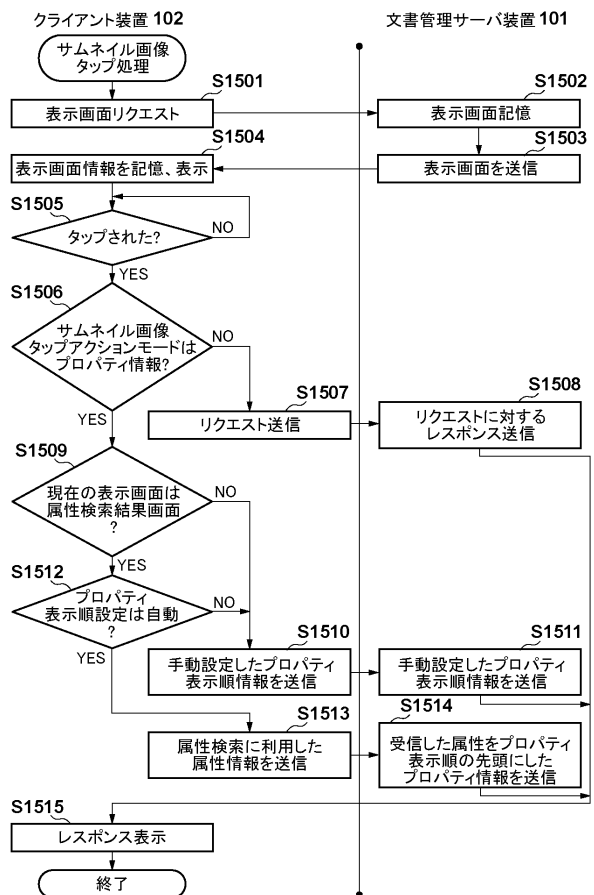 クライアント装置 102
文書管理サーバ装置 101
サムネイル画像
タップ処理
S1501
表示画面リクエスト
S1502
表示画面記憶
S1503
表示画面を送信
S1504
表示画面情報を記憶、表示
S1505
タップされた?
NO
YES
S1506
サムネイル画像
タップアクションモードは
プロパティ情報?
NO
YES
S1507
リクエスト送信
S1508
リクエストに対する
レスポンス送信
S1509
現在の表示画面は
属性検索結果画面
?
NO
YES
S1512
プロパティ
表示順設定は自動
?
NO
YES
S1510
手動設定したプロパティ
表示順情報を送信
S1511
手動設定したプロパティ
表示順情報を送信
S1513
属性検索に利用した
属性情報を送信
S1514
受信した属性をプロパティ
表示順の先頭にした
プロパティ情報を送信
S1515
レスポンス表示
終了